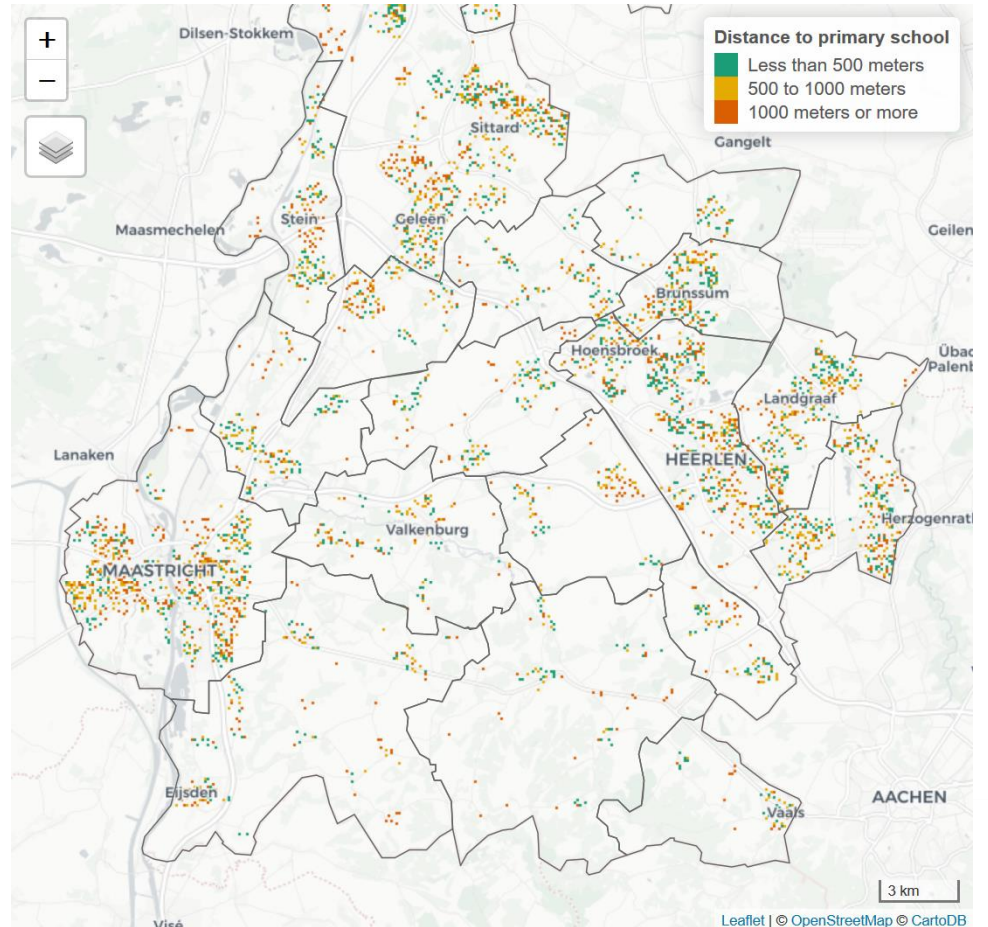 +
−
Distance to primary school
Less than 500 meters
500 to 1000 meters
1000 meters or more
Dilsen-Stokkem
Sittard
Gangelt
Maasmechelen
Stein
Geleen
Geilen
Brunssum
Hoensbroek
Übac
Palenb
Landgraaf
Lanaken
HEERLEN
Herzogenrath
Valkenburg
MAASTRICHT
Eijsden
AACHEN
Vaals
3 km
Visé
Leaflet | © OpenStreetMap © CartoDB